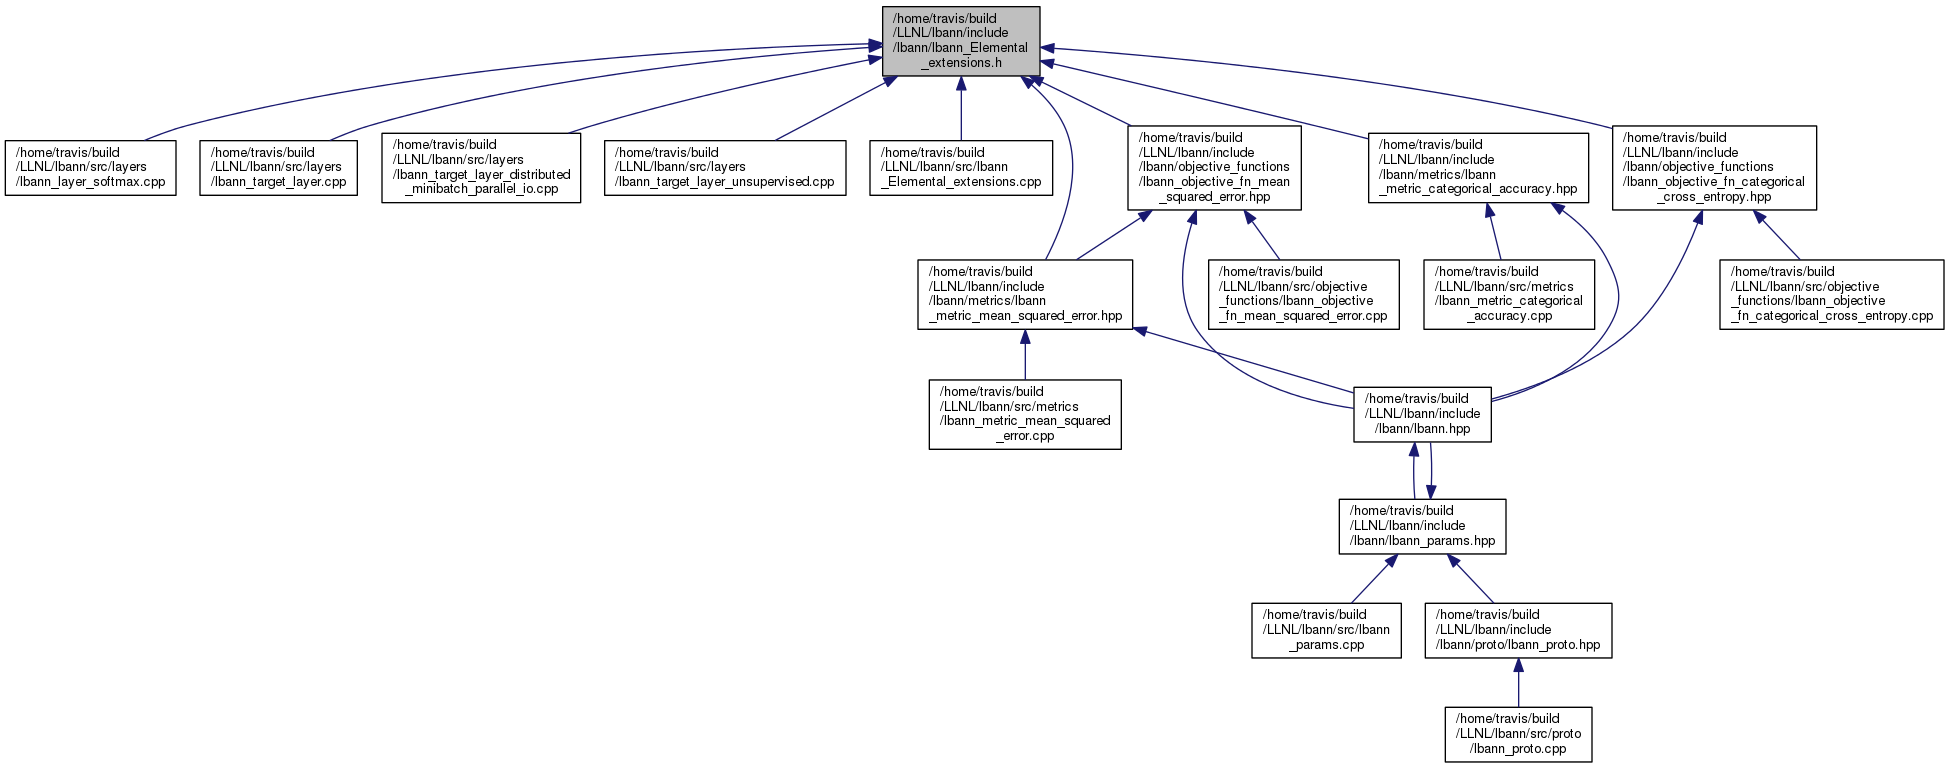 /home/travis/build
/LLNL/lbann/include
/lbann/lbann_Elemental
_extensions.h
/home/travis/build
/LLNL/lbann/src/layers
/lbann_layer_softmax.cpp
/home/travis/build
/LLNL/lbann/src/layers
/lbann_target_layer.cpp
/home/travis/build
/LLNL/lbann/src/layers
/lbann_target_layer_distributed
_minibatch_parallel_io.cpp
/home/travis/build
/LLNL/lbann/src/layers
/lbann_target_layer_unsupervised.cpp
/home/travis/build
/LLNL/lbann/src/lbann
_Elemental_extensions.cpp
/home/travis/build
/LLNL/lbann/include
/lbann/objective_functions
/lbann_objective_fn_mean
_squared_error.hpp
/home/travis/build
/LLNL/lbann/include
/lbann/metrics/lbann
_metric_categorical_accuracy.hpp
/home/travis/build
/LLNL/lbann/include
/lbann/objective_functions
/lbann_objective_fn_categorical
_cross_entropy.hpp
/home/travis/build
/LLNL/lbann/include
/lbann/metrics/lbann
_metric_mean_squared_error.hpp
/home/travis/build
/LLNL/lbann/src/objective
_functions/lbann_objective
_fn_mean_squared_error.cpp
/home/travis/build
/LLNL/lbann/src/metrics
/lbann_metric_categorical
_accuracy.cpp
/home/travis/build
/LLNL/lbann/src/objective
_functions/lbann_objective
_fn_categorical_cross_entropy.cpp
/home/travis/build
/LLNL/lbann/src/metrics
/lbann_metric_mean_squared
_error.cpp
/home/travis/build
/LLNL/lbann/include
/lbann/lbann.hpp
/home/travis/build
/LLNL/lbann/include
/lbann/lbann_params.hpp
/home/travis/build
/LLNL/lbann/src/lbann
_params.cpp
/home/travis/build
/LLNL/lbann/include
/lbann/proto/lbann_proto.hpp
/home/travis/build
/LLNL/lbann/src/proto
/lbann_proto.cpp